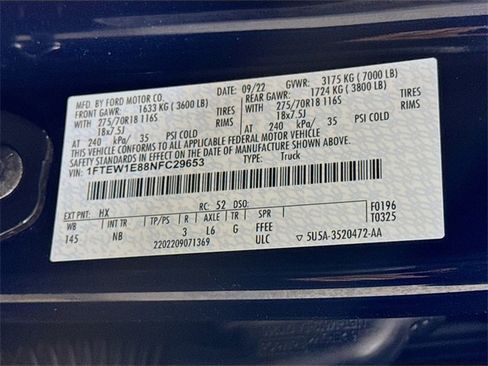 MFD. BY FORD MOTOR CO. 09/22 GVWR: 3175 KG (7000 LB)
FRONT GAWR: 1633 KG (3600 LB) REAR GAWR: 1724 KG (3800 LB)
275/70R18 116S TIRES 275/70R18 116S TIRES
18x7.5J RIMS 18x7.5J RIMS
AT 240 kPa/ 35 PSI COLD AT 240 kPa/ 35 PSI COLD
THIS VEHICLE CONFORMS TO ALL APPLICABLE FEDERAL MOTOR VEHICLE
SAFETY, BUMPER, AND THEFT PREVENTION STANDARDS IN EFFECT ON THE
DATE OF MANUFACTURE SHOWN ABOVE.
VIN: 1FTEW1E88NFC29653 TYPE: Truck
EXT PNT: HX RC: 52 DSO: F0196
WB INT TR TP/PS R AXLE TR SPR T0325
145 NB 3 L6 G FFEE
2202209071369 ULC 5U5A-3520472-AA